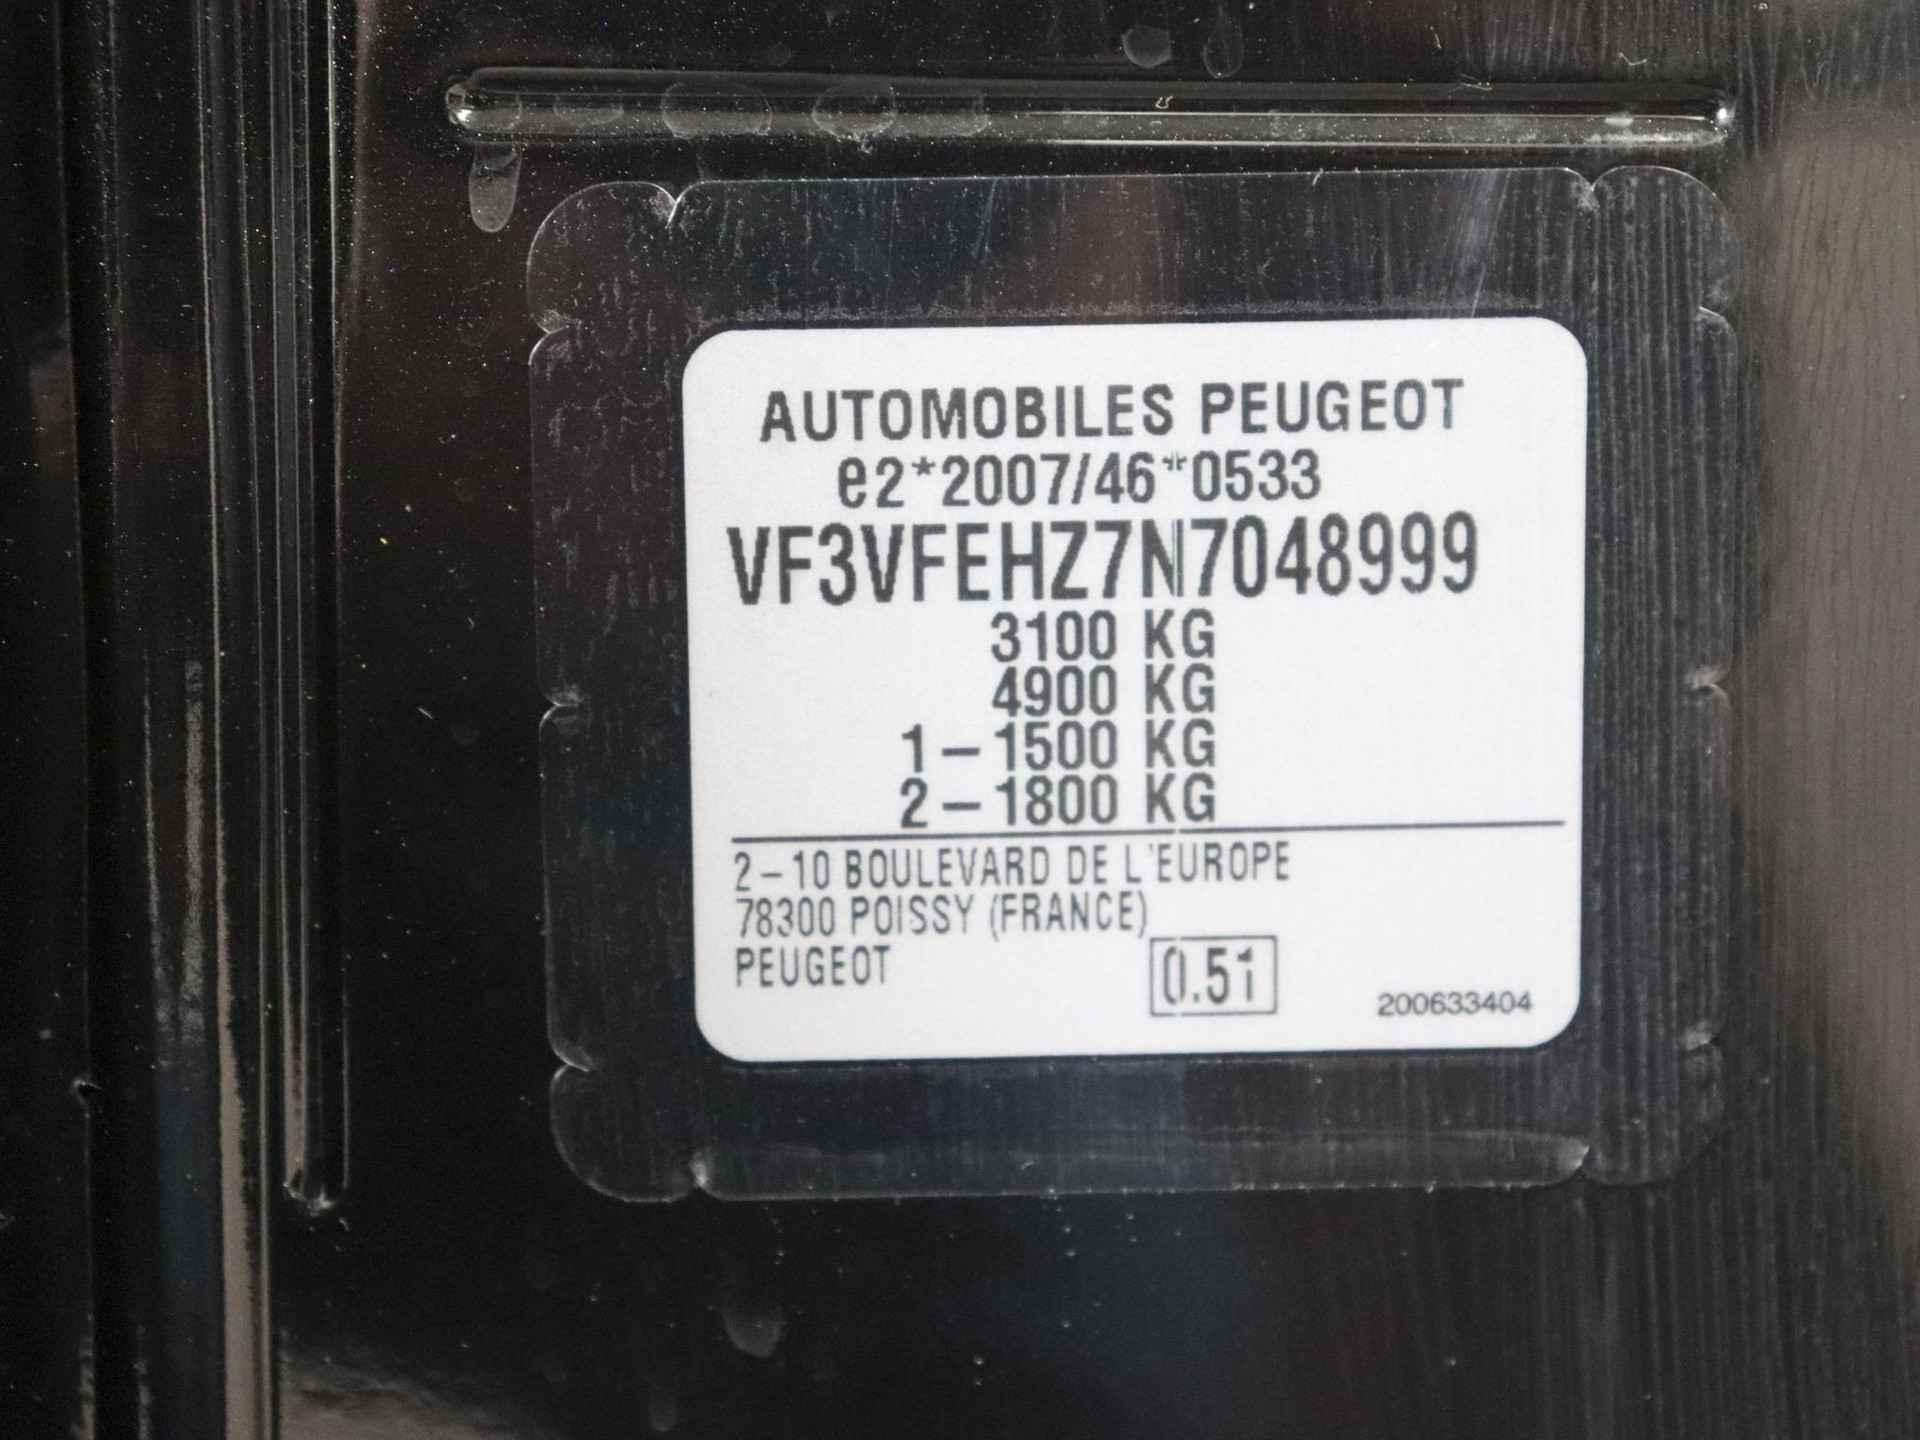 AUTOMOBILES PEUGEOT
e2*2007/46*0533
VF3VFEHZ7N7048999
3100 KG
4900 KG
1-1500 KG
2-1800 KG
2-10 BOULEVARD DE L'EUROPE
78300 POISSY (FRANCE)
PEUGEOT
0.51
200633404